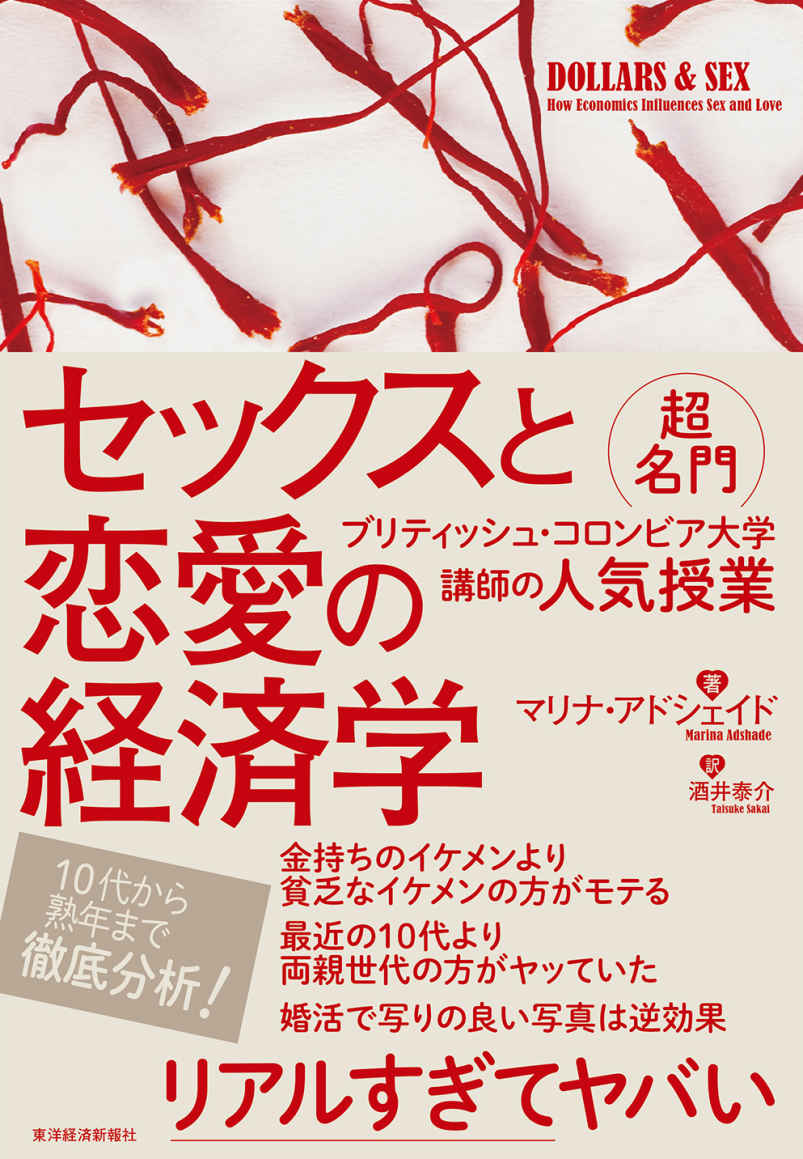 DOLLARS & SEX
How Economics Influences Sex and Love
セックスと
恋愛の
経済学
超
名門
ブリティッシュ・コロンビア大学
講師の人気授業
著
マリナ・アドシェイド
Marina Adshade
訳
酒井泰介
Taisuke Sakai
10代から
熟年まで
徹底分析!
金持ちのイケメンより
貧乏なイケメンの方がモテる
最近の10代より
両親世代の方がヤッていた
婚活で写りの良い写真は逆効果
リアルすぎてヤバい
東洋経済新報社